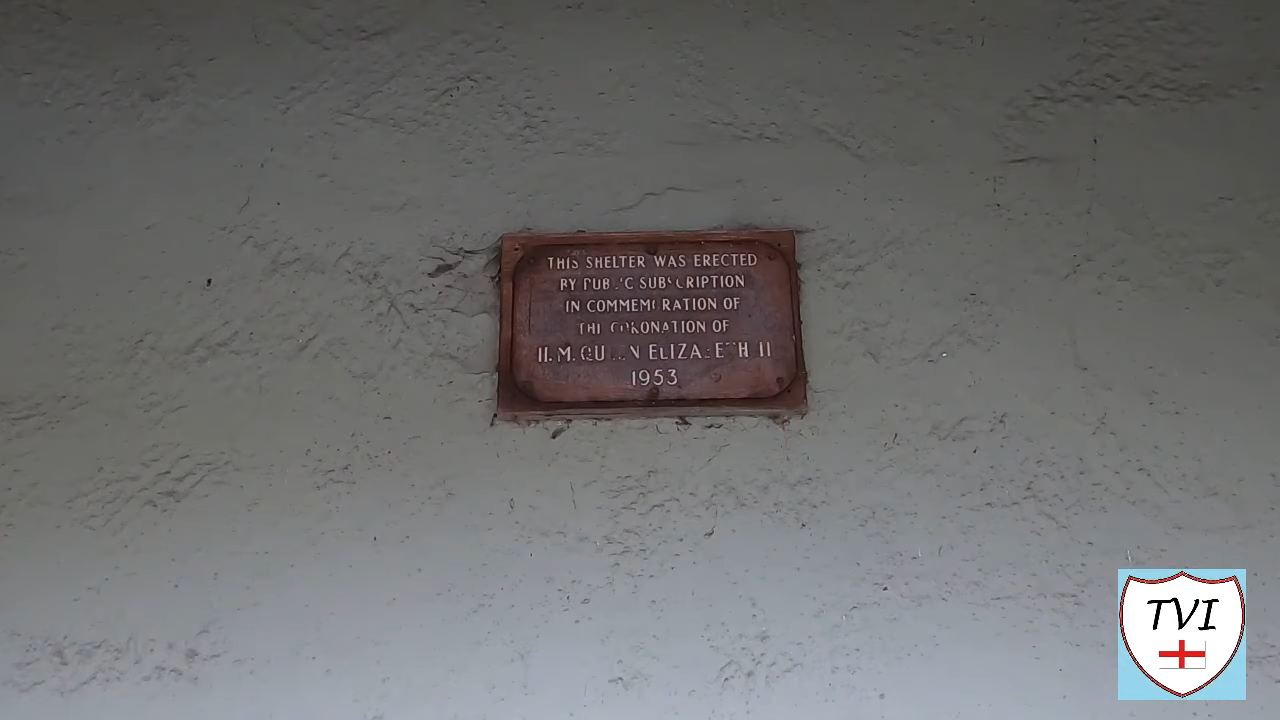 THIS SHELTER WAS ERECTED
BY PUBLIC SUBSCRIPTION
IN COMMEMORATION OF
THE CORONATION OF
H.M. QUEEN ELIZABETH II
1953
TVI